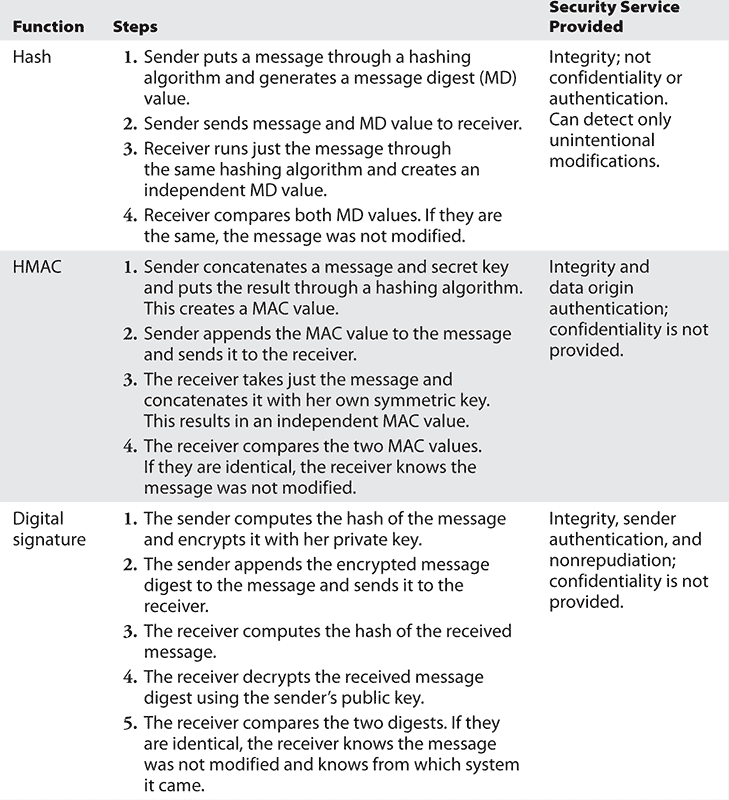 Function Steps Security Service
Provided
Hash
1. Sender puts a message through a hashing
algorithm and generates a message digest (MD)
value.
2. Sender sends message and MD value to receiver.
3. Receiver runs just the message through
the same hashing algorithm and creates an
independent MD value.
4. Receiver compares both MD values. If they are
the same, the message was not modified.
Integrity; not
confidentiality or
authentication.
Can detect only
unintentional
modifications.
HMAC
1. Sender concatenates a message and secret key
and puts the result through a hashing algorithm.
This creates a MAC value.
2. Sender appends the MAC value to the message
and sends it to the receiver.
3. The receiver takes just the message and
concatenates it with her own symmetric key.
This results in an independent MAC value.
4. The receiver compares the two MAC values.
If they are identical, the receiver knows the
message was not modified.
Integrity and
data origin
authentication;
confidentiality is not
provided.
Digital
signature
1. The sender computes the hash of the message
and encrypts it with her private key.
2. The sender appends the encrypted message
digest to the message and sends it to the
receiver.
3. The receiver computes the hash of the received
message.
4. The receiver decrypts the received message
digest using the sender's public key.
5. The receiver compares the two digests. If they
are identical, the receiver knows the message
was not modified and knows from which system
it came.
Integrity, sender
authentication, and
nonrepudiation;
confidentiality is not
provided.